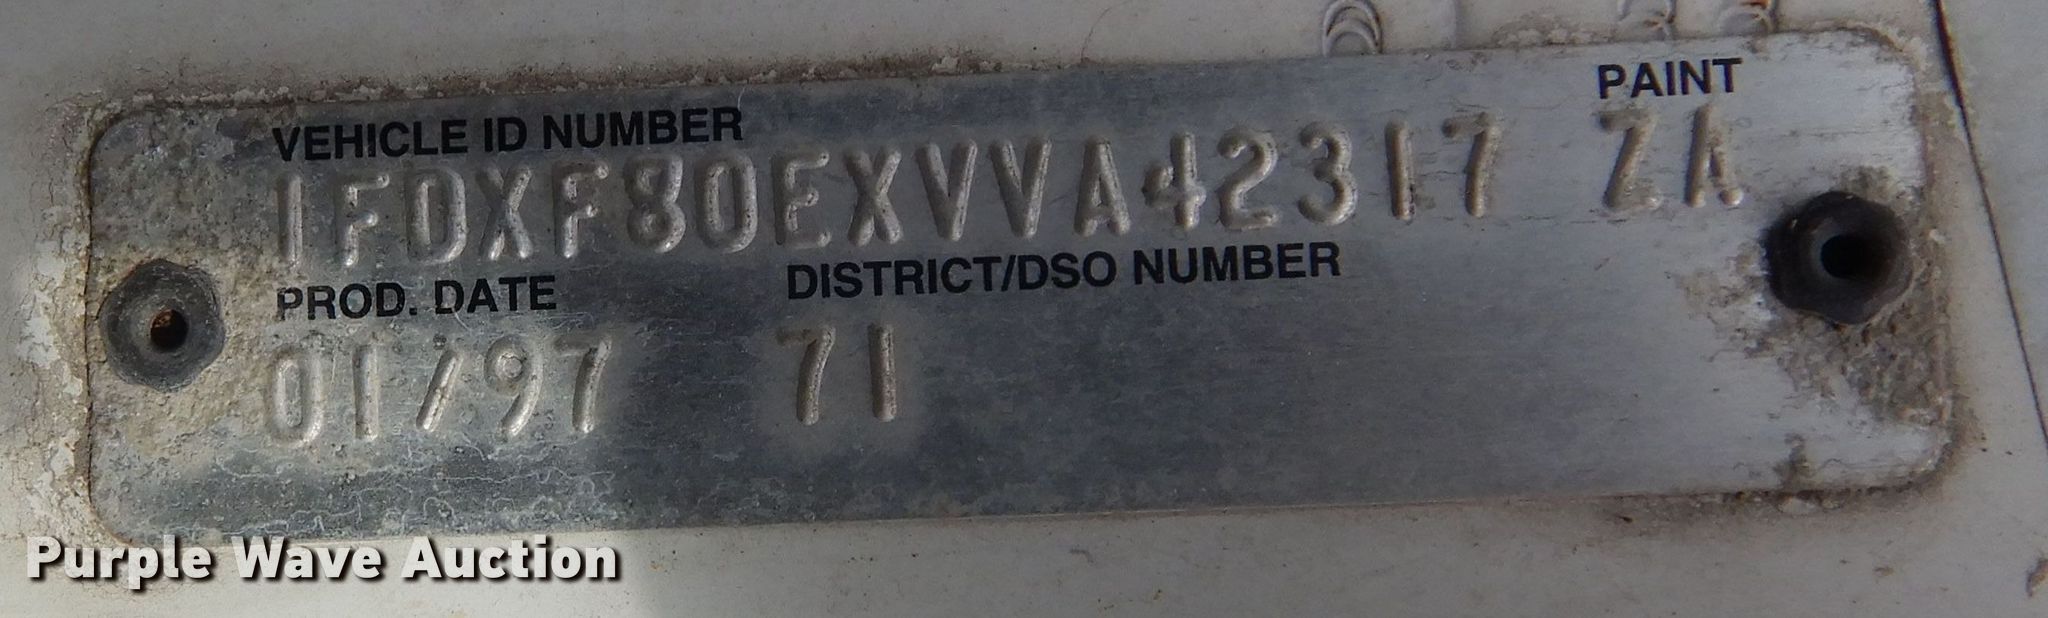 PAINT
VEHICLE ID NUMBER
1FDXF80EXVVA42317 ZA
PROD. DATE DISTRICT/DSO NUMBER
01/97 71
Purple Wave Auction